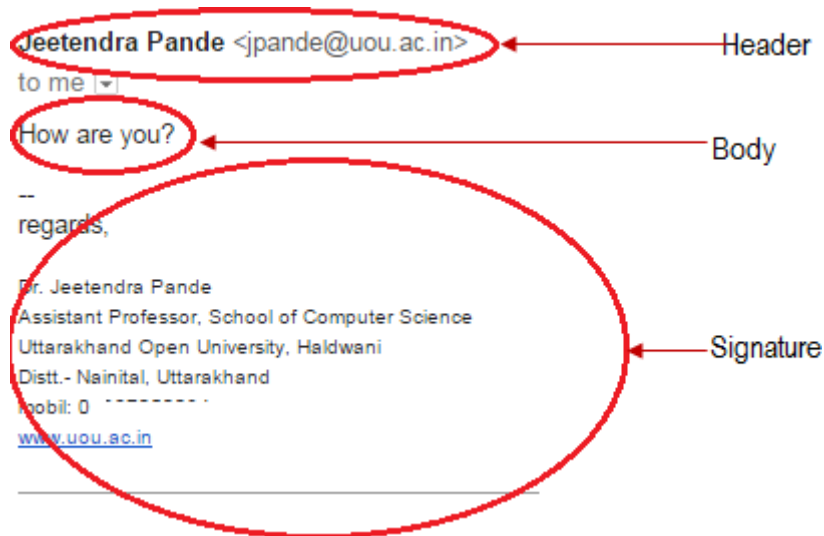 Jeetendra Pande <jpande@uou.ac.in> Header
to me
How are you? Body
--
regards,
Dr. Jeetendra Pande
Assistant Professor, School of Computer Science
Uttarakhand Open University, Haldwani
Distt.- Nainital, Uttarakhand
Signature
mobil: 0
www.uou.ac.in